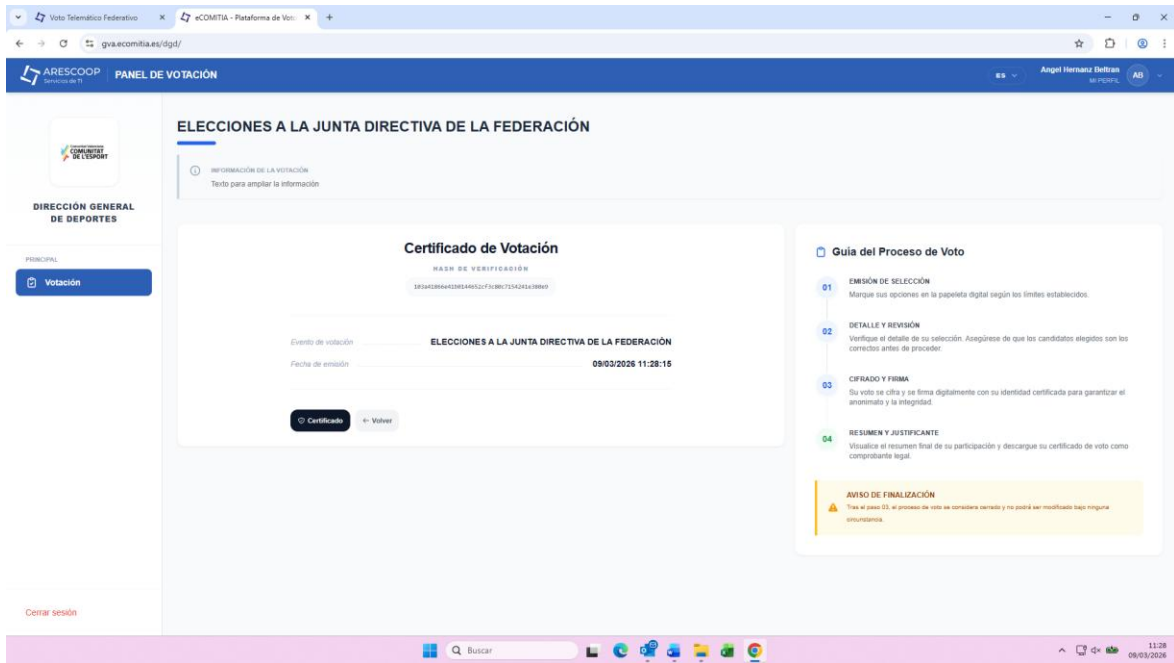 Voto Telemático Federativo
eCOMITIA - Plataforma de Vot
gva.ecomitia.es/dgd/
ARESCOOP
Servicios de TI
PANEL DE VOTACIÓN
ES
Angel Hernanz Beltran
MI PERFIL
AB
COMUNITAT
DE L'ESPORT
DIRECCIÓN GENERAL
DE DEPORTES
PRINCIPAL
Votación
Cerrar sesión
ELECCIONES A LA JUNTA DIRECTIVA DE LA FEDERACIÓN
INFORMACIÓN DE LA VOTACIÓN
Texto para ampliar la información
Certificado de Votación
HASH DE VERIFICACIÓN
Evento de votación
ELECCIONES A LA JUNTA DIRECTIVA DE LA FEDERACIÓN
Fecha de emisión
09/03/2026 11:28:15
Certificado
← Volver
Guía del Proceso de Voto
01
EMISIÓN DE SELECCIÓN
Marque sus opciones en la papeleta digital según los límites establecidos.
02
DETALLE Y REVISIÓN
Verifique el detalle de su selección. Asegúrese de que los candidatos elegidos son los
correctos antes de proceder.
03
CIFRADO Y FIRMA
Su voto se cifra y se firma digitalmente con su identidad certificada para garantizar el
anonimato y la integridad.
04
RESUMEN Y JUSTIFICANTE
Visualice el resumen final de su participación y descargue su certificado de voto como
comprobante legal.
AVISO DE FINALIZACIÓN
Tras el paso 03, el proceso de voto se considera cerrado y no podrá ser modificado bajo ninguna
circunstancia.
Buscar
11:28
09/03/2026